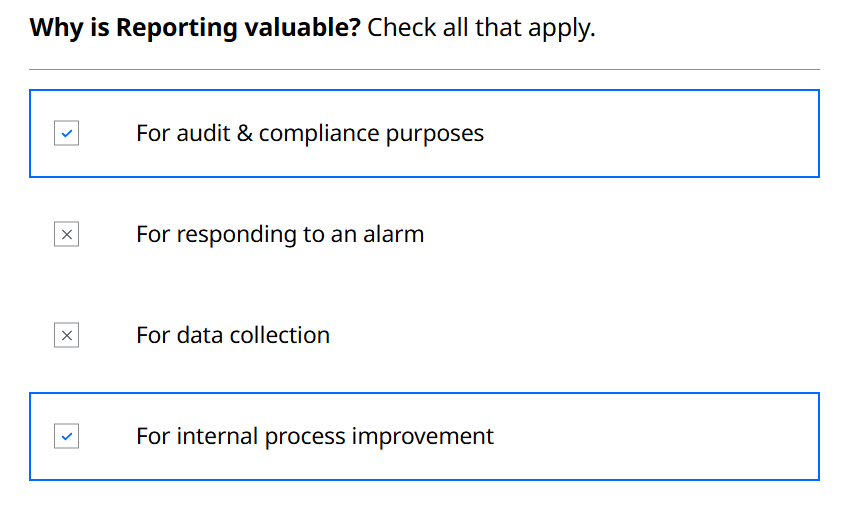 Why is Reporting valuable? Check all that apply.
For audit & compliance purposes
For responding to an alarm
For data collection
For internal process improvement